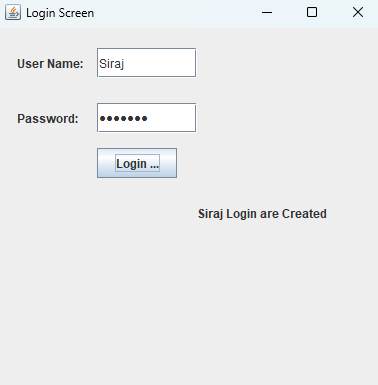 Login Screen
User Name: Siraj
Password: •••••••
Login ...
Siraj Login are Created